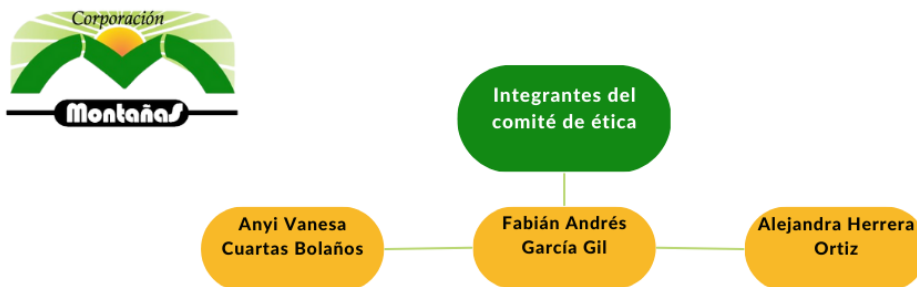 Corporación
Montañas
Integrantes del
comité de ética
Anyi Vanesa
Cuartas Bolaños
Fabián Andrés
García Gil
Alejandra Herrera
Ortiz